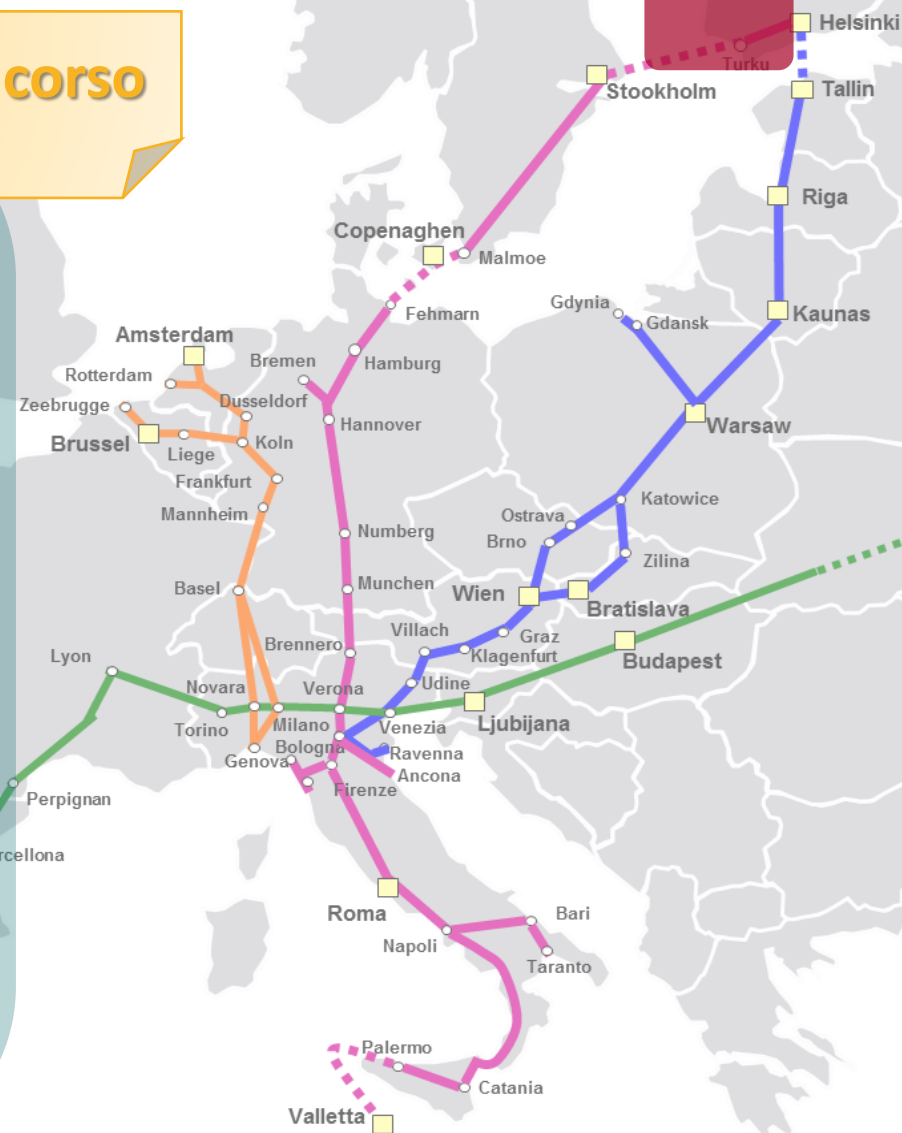 corso
Helsinki
Turku
Stookholm
Tallin
Riga
Copenaghen
Malmoe
Gdynia
Fehmarn
Kaunas
Gdansk
Amsterdam
Bremen
Hamburg
Rotterdam
Zeebrugge
Dusseldorf
Hannover
Warsaw
Brussel
Koln
Liege
Frankfurt
Katowice
Mannheim
Ostrava
Numberg
Brno
Zilina
Basel
Munchen
Wien
Bratislava
Villach
Graz
Brennero
Lyon
Klagenfurt
Budapest
Novara
Verona
Udine
Torino
Milano
Venezia
Ljubijana
Bologna
Ravenna
Genova
Ancona
Firenze
Perpignan
rcellona
Roma
Bari
Napoli
Taranto
Palermo
Catania
Valletta